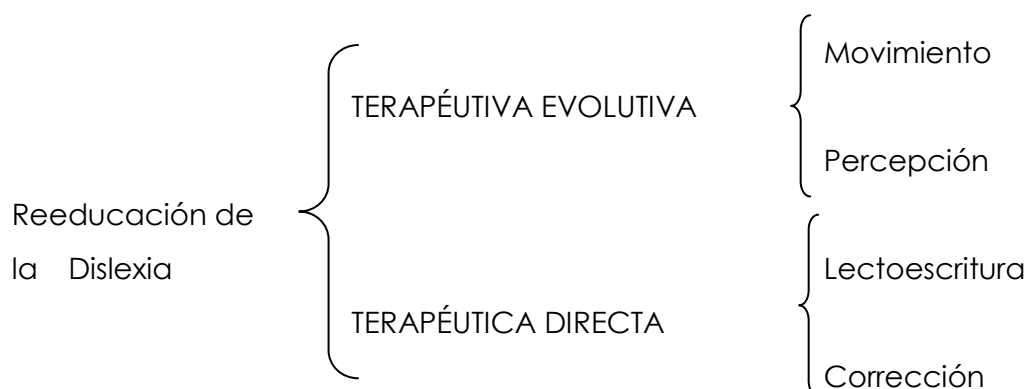 Reeducación de
la Dislexia
TERAPÉUTIVA EVOLUTIVA
Movimiento
Percepción
TERAPÉUTICA DIRECTA
Lectoescritura
Corrección